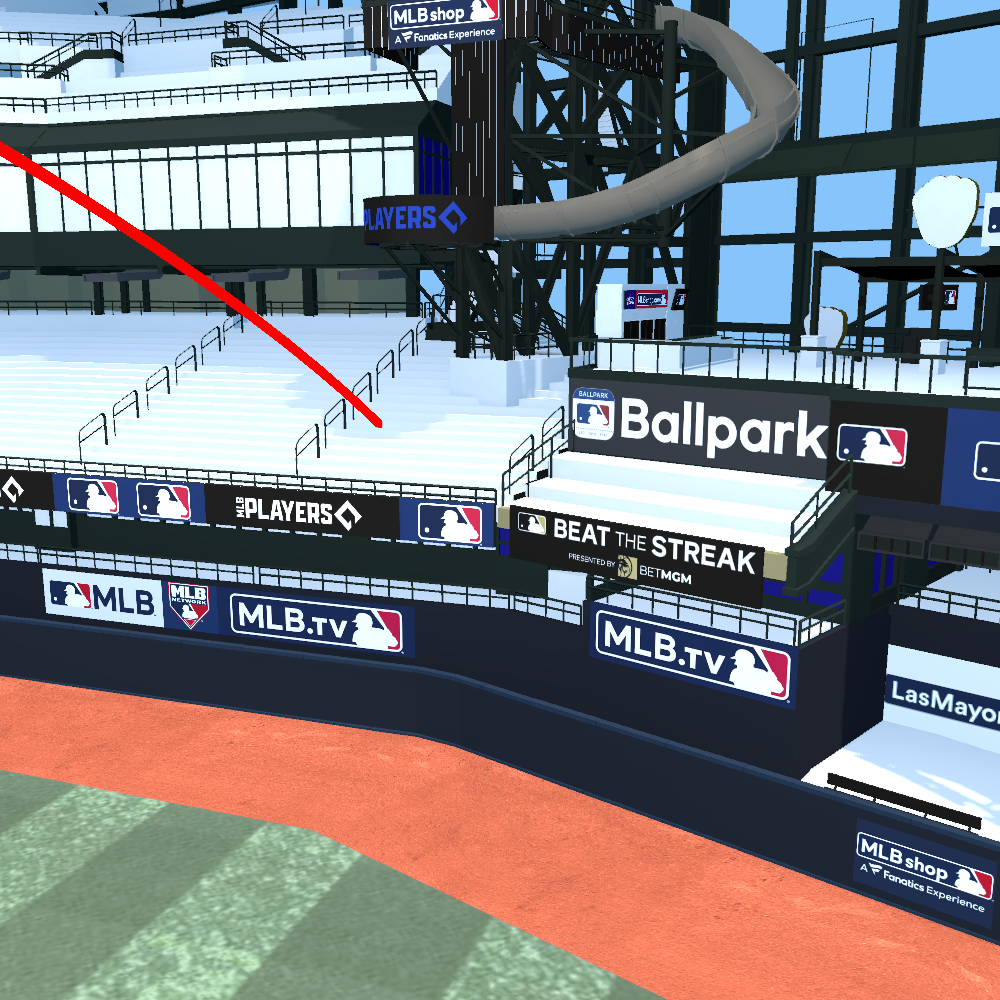 MLB shop
A Fanatics Experience
PLAYERS
BALLPARK
Ballpark
MLB PLAYERS
BEAT THE STREAK
PRESENTED BY BETMGM
MLB
MLB
NETWORK
MLB.TV
MLB.TV
LasMayor
MLB shop
A Fanatics Experience